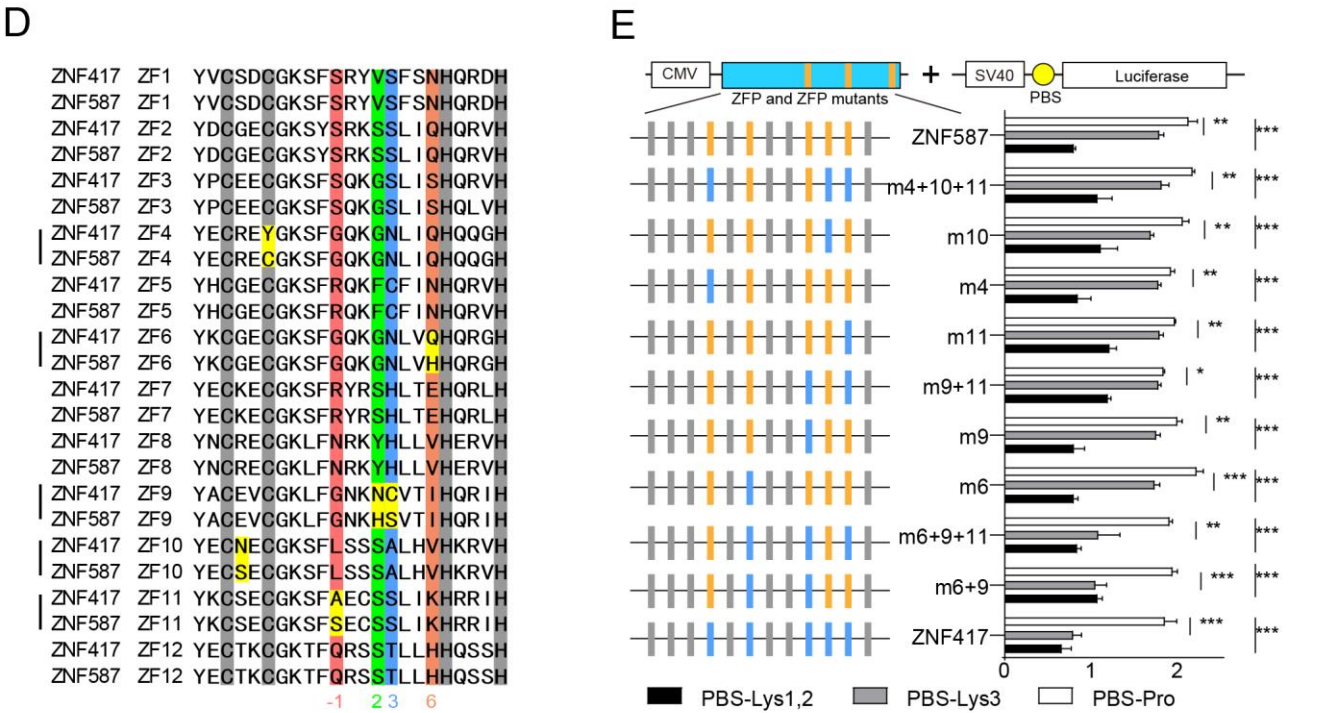 D
ZNF417 ZF1 YVCSDCGKSFSRYVSFSNHQRDH
ZNF587 ZF1 YVCSDCGKSFSRYVSFSNHQRDH
ZNF417 ZF2 YDCGECGKSYSRKSSLIQHQRVH
ZNF587 ZF2 YDCGECGKSYSRKSSLIQHQRVH
ZNF417 ZF3 YPCEECGKSFSQKGSLISHQRVH
ZNF587 ZF3 YPCEECGKSFSQKGSLISHQLVH
ZNF417 ZF4 YECREYGKSFGQKGNLIQHQQGH
ZNF587 ZF4 YECRECGKSFGQKGNLIQHQQGH
ZNF417 ZF5 YHCGECGKSFRQKFCFINHQRVH
ZNF587 ZF5 YHCGECGKSFRQKFCFINHQRVH
ZNF417 ZF6 YKCGECGKSFGQKGNLVQHQRGH
ZNF587 ZF6 YKCGECGKSFGQKGNLVHHQRGH
ZNF417 ZF7 YECKECGKSFRYRSHLTEHQRLH
ZNF587 ZF7 YECKECGKSFRYRSHLTEHQRLH
ZNF417 ZF8 YNCRECGKLFNRKYHLLVHERVH
ZNF587 ZF8 YNCRECGKLFNRKYHLLVHERVH
ZNF417 ZF9 YACEVCGKLFGNKNCVTIHQRIH
ZNF587 ZF9 YACEVCGKLFGNKHSVTIHQRIH
ZNF417 ZF10 YECNECGKSFLSSSALHVHKRVH
ZNF587 ZF10 YECSECGKSFLSSSALHVHKRVH
ZNF417 ZF11 YKCSECGKSFAECSSLIKHRRIH
ZNF587 ZF11 YKCSECGKSFSECSSLIKHRRIH
ZNF417 ZF12 YECTKCGKTFQRSSTLLHHQSSH
ZNF587 ZF12 YECTKCGKTFQRSSTLLHHQSSH
-1 2 3 6
E
CMV + SV40 Luciferase
PBS
ZFP and ZFP mutants
ZNF587 ** ***
m4+10+11 ** ***
m10 ** ***
m4 ** ***
m11 ** ***
m9+11 * ***
m9 ** ***
m6 *** ***
m6+9+11 ** ***
m6+9 *** ***
ZNF417 *** ***
0 1 2
PBS-Lys1,2 PBS-Lys3 PBS-Pro